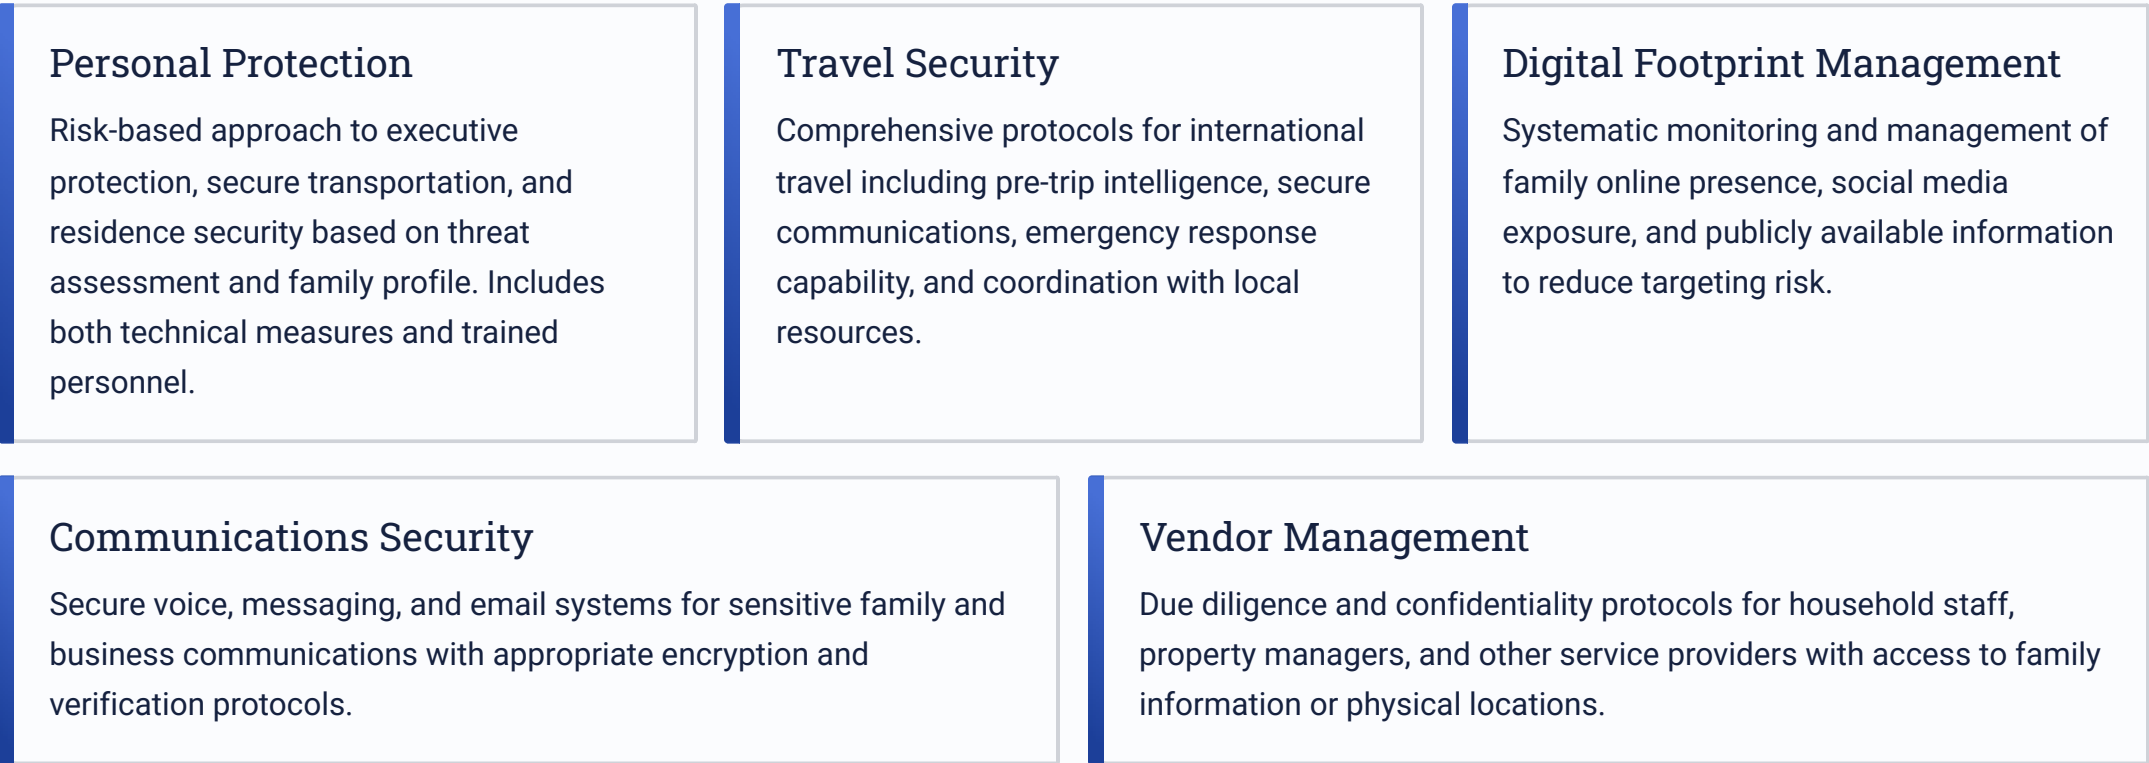 Personal Protection
Risk-based approach to executive
protection, secure transportation, and
residence security based on threat
assessment and family profile. Includes
both technical measures and trained
personnel.
Travel Security
Comprehensive protocols for international
travel including pre-trip intelligence, secure
communications, emergency response
capability, and coordination with local
resources.
Digital Footprint Management
Systematic monitoring and management of
family online presence, social media
exposure, and publicly available information
to reduce targeting risk.
Communications Security
Secure voice, messaging, and email systems for sensitive family and
business communications with appropriate encryption and
verification protocols.
Vendor Management
Due diligence and confidentiality protocols for household staff,
property managers, and other service providers with access to family
information or physical locations.